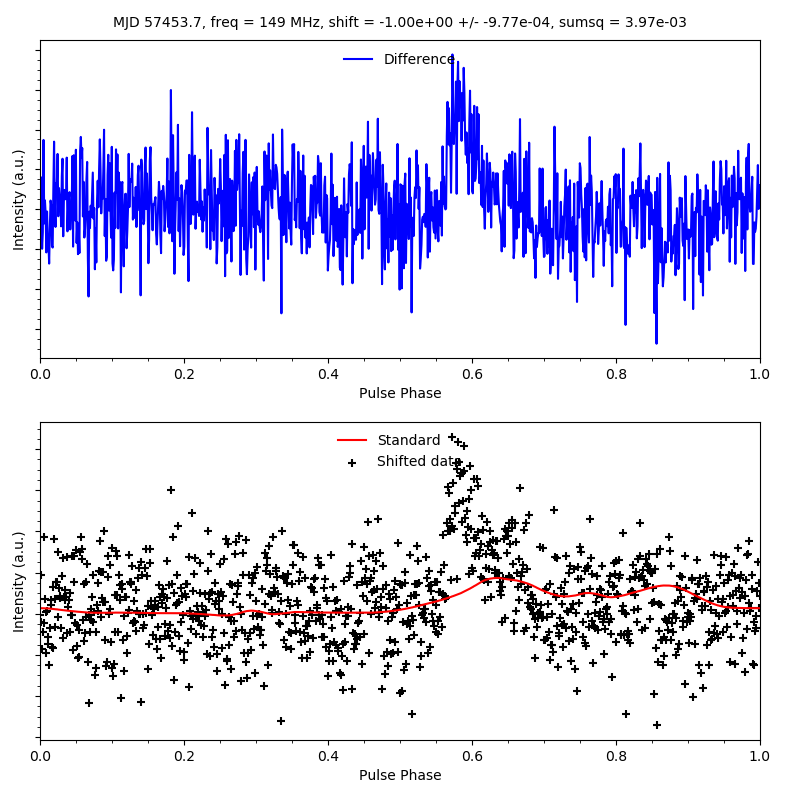 MJD 57453.7, freq = 149 MHz, shift = -1.00e+00 +/- -9.77e-04, sumsq = 3.97e-03
Difference
Intensity (a.u.)
0.0 0.2 0.4 0.6 0.8 1.0
Pulse Phase
Standard
Shifted data
Intensity (a.u.)
0.0 0.2 0.4 0.6 0.8 1.0
Pulse Phase